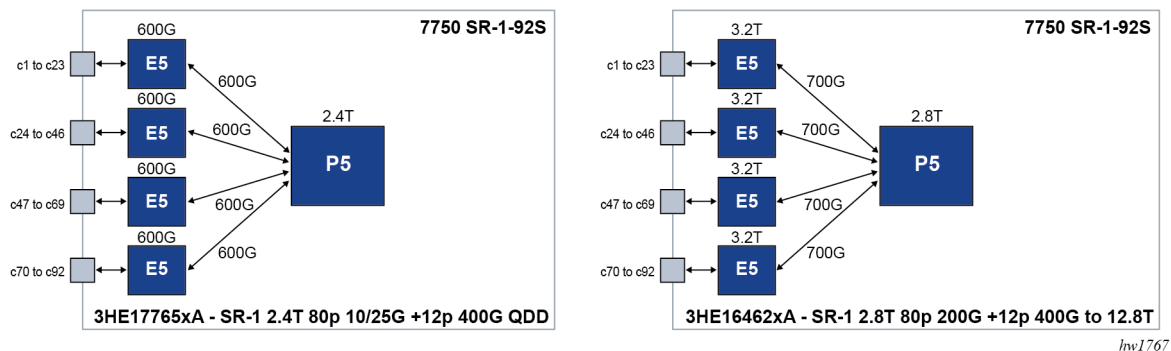 7750 SR-1-92S
600G
E5
c1 to c23
600G
600G
E5
c24 to c46
600G
2.4T
P5
600G
E5
c47 to c69
600G
600G
E5
c70 to c92
600G
3HE17765xA - SR-1 2.4T 80p 10/25G +12p 400G QDD
7750 SR-1-92S
3.2T
E5
c1 to c23
700G
3.2T
E5
c24 to c46
700G
2.8T
P5
3.2T
E5
c47 to c69
700G
3.2T
E5
c70 to c92
700G
3HE16462xA - SR-1 2.8T 80p 200G +12p 400G to 12.8T
hw1767